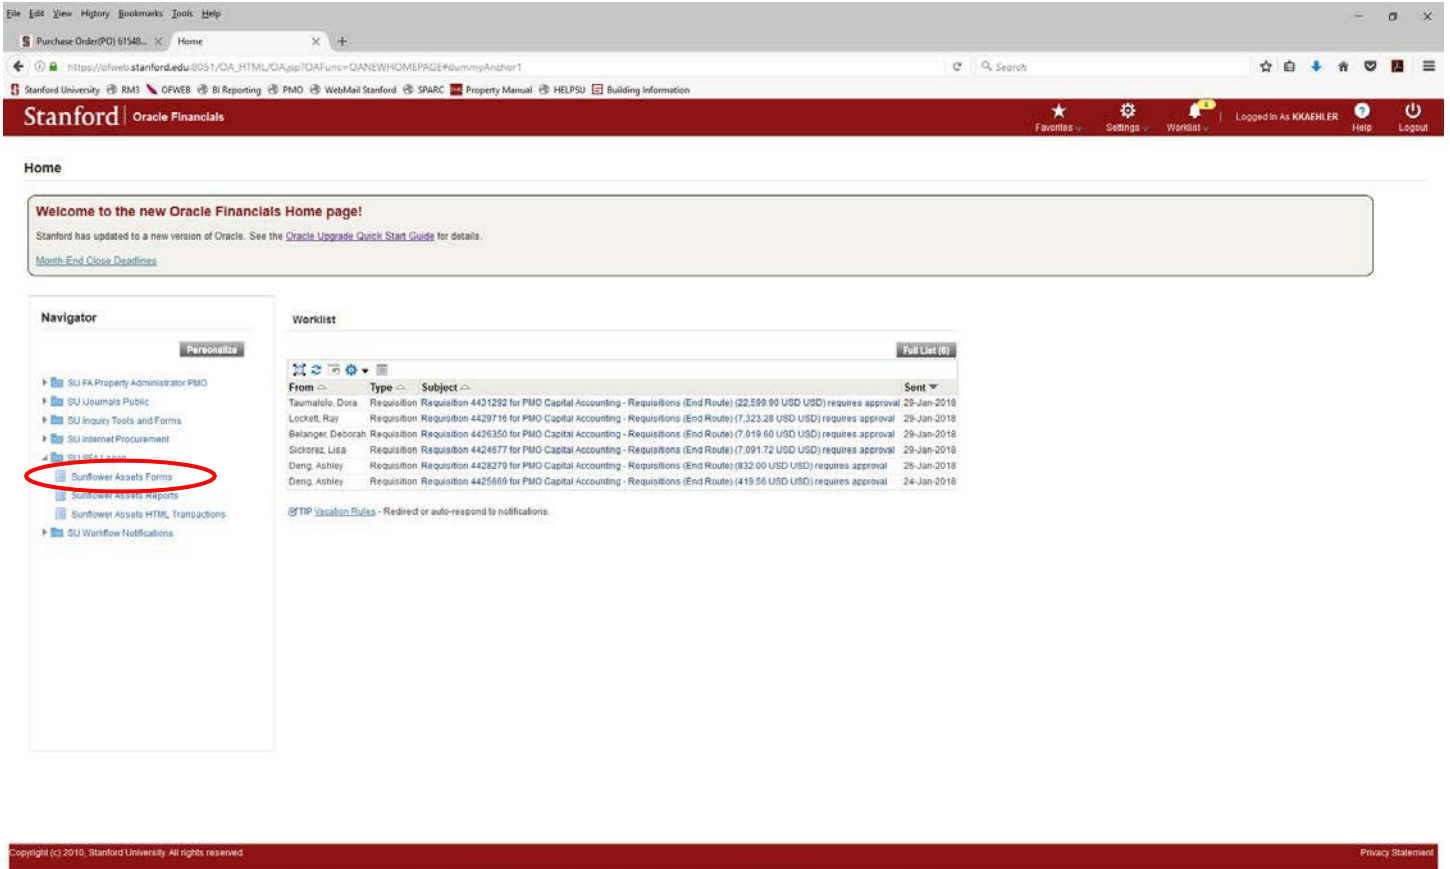 File Edit View History Bookmarks Tools Help
Purchase Order(PO) 61548... Home
https://ofweb.stanford.edu:8051/OA_HTML/OA.jsp?OAFunc=OANEWHOMEPAGE#dummyAnchor1 Search
Stanford University RM3 OFWEB BI Reporting PMO WebMail Stanford SPARC Property Manual HELPSU Building Information
Stanford Oracle Financials Favorites Settings Worklist 6 Logged In As KKAEHLER Help Logout
Home
Welcome to the new Oracle Financials Home page!
Stanford has updated to a new version of Oracle. See the Oracle Upgrade Quick Start Guide for details.
Month-End Close Deadlines
Navigator
Personalize
SU FA Property Administrator PMO
SU iJournals Public
SU Inquiry Tools and Forms
SU Internet Procurement
SU SFA Logon
Sunflower Assets Forms
Sunflower Assets Reports
Sunflower Assets HTML Transactions
SU Workflow Notifications
Worklist
Full List (6)
From Type Subject Sent
Taumalolo, Dora Requisition Requisition 4431292 for PMO Capital Accounting - Requisitions (End Route) (22,599.90 USD USD) requires approval 29-Jan-2018
Lockett, Ray Requisition Requisition 4429716 for PMO Capital Accounting - Requisitions (End Route) (7,323.28 USD USD) requires approval 29-Jan-2018
Belanger, Deborah Requisition Requisition 4426350 for PMO Capital Accounting - Requisitions (End Route) (7,019.60 USD USD) requires approval 29-Jan-2018
Sickorez, Lisa Requisition Requisition 4424677 for PMO Capital Accounting - Requisitions (End Route) (7,091.72 USD USD) requires approval 29-Jan-2018
Deng, Ashley Requisition Requisition 4428279 for PMO Capital Accounting - Requisitions (End Route) (832.00 USD USD) requires approval 26-Jan-2018
Deng, Ashley Requisition Requisition 4425669 for PMO Capital Accounting - Requisitions (End Route) (419.56 USD USD) requires approval 24-Jan-2018
TIP Vacation Rules - Redirect or auto-respond to notifications.
Copyright (c) 2010, Stanford University. All rights reserved. Privacy Statement